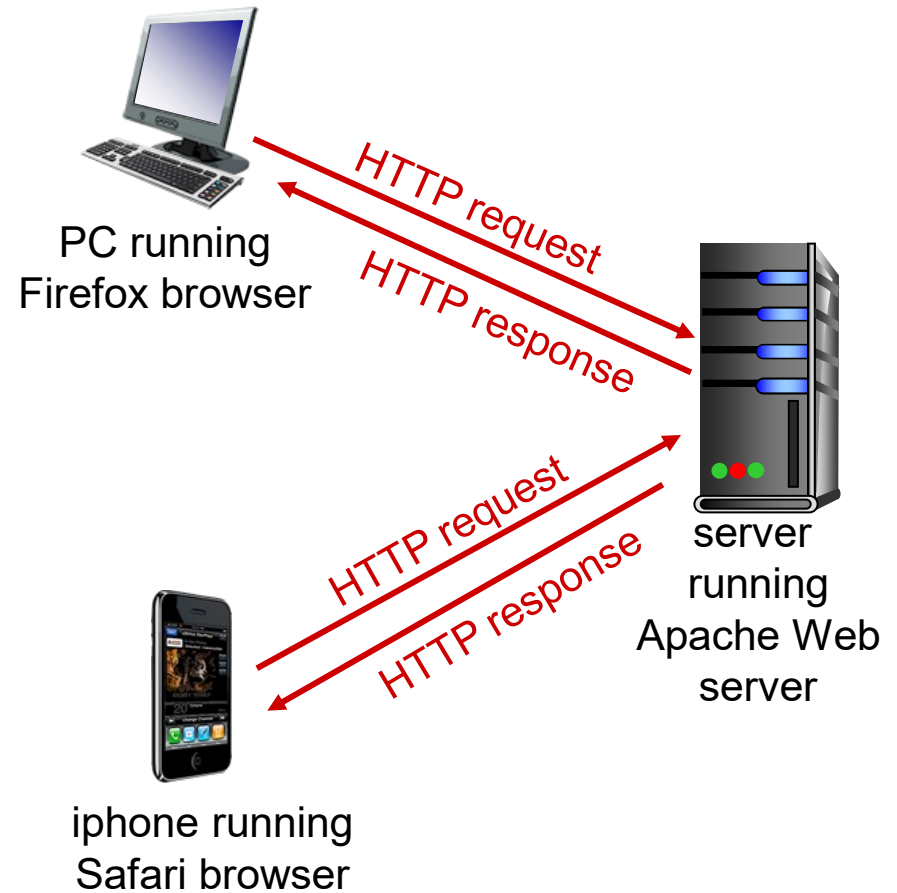 HTTP request
HTTP response
PC running
Firefox browser
HTTP request
HTTP response
server
running
Apache Web
server
iphone running
Safari browser